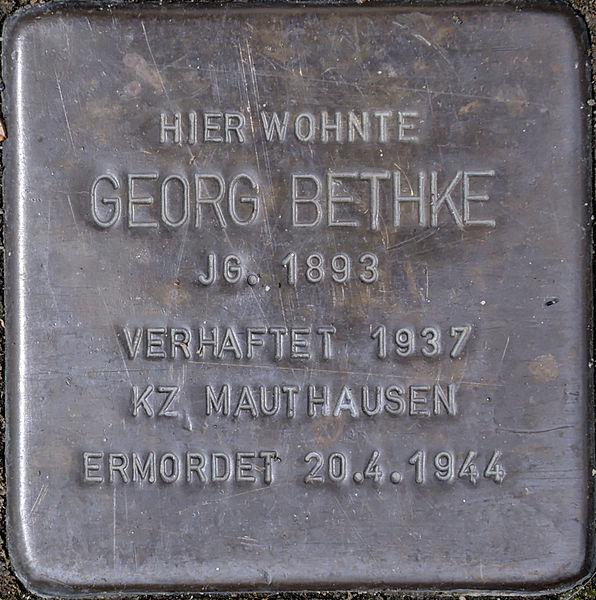 HIER WOHNTE
GEORG BETHKE
JG. 1893
VERHAFTET 1937
KZ MAUTHAUSEN
ERMORDET 20.4.1944